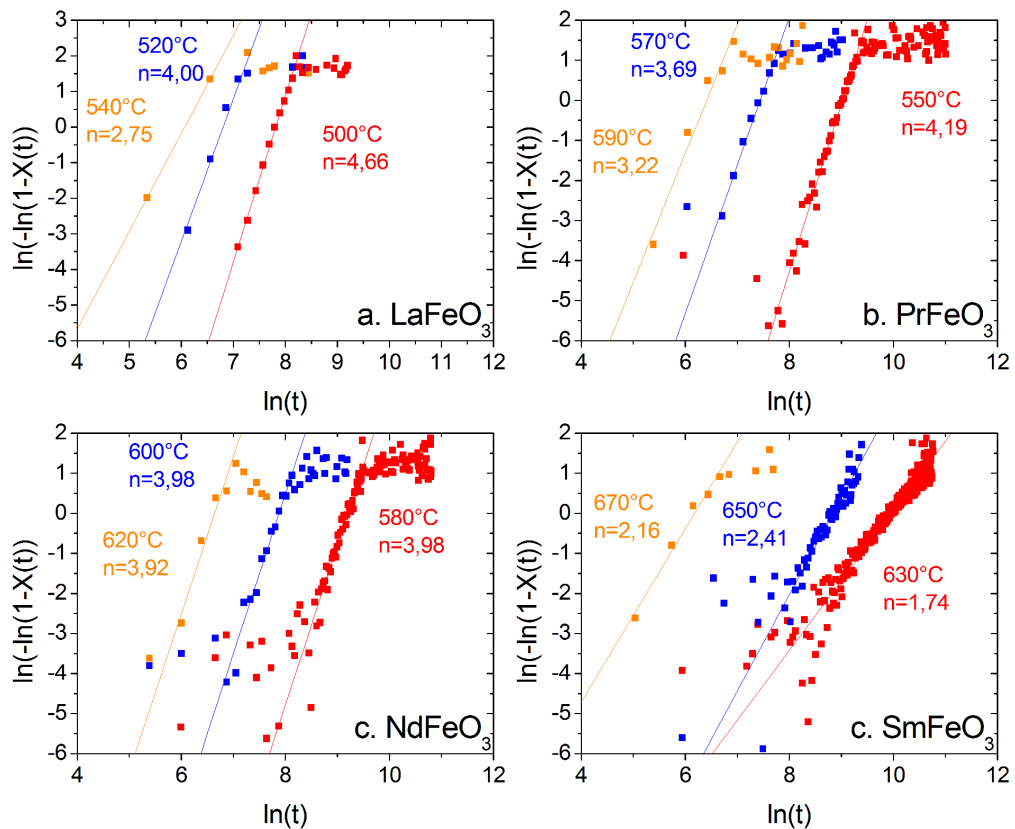 3
2
1
0
-1
-2
-3
-4
-5
-6
ln(-ln(1-X(t))
520°C
n=4,00
540°C
n=2,75
500°C
n=4,66
a. LaFeO₃
4 5 6 7 8 9 10 11 12
ln(t)
2
1
0
-1
-2
-3
-4
-5
-6
ln(-ln(1-X(t))
570°C
n=3,69
590°C
n=3,22
550°C
n=4,19
b. PrFeO₃
4 6 8 10 12
ln(t)
2
1
0
-1
-2
-3
-4
-5
-6
ln(-ln(1-X(t))
600°C
n=3,98
620°C
n=3,92
580°C
n=3,98
c. NdFeO₃
4 6 8 10 12
ln(t)
2
1
0
-1
-2
-3
-4
-5
-6
ln(-ln(1-X(t))
670°C
n=2,16
650°C
n=2,41
630°C
n=1,74
c. SmFeO₃
4 6 8 10 12
ln(t)